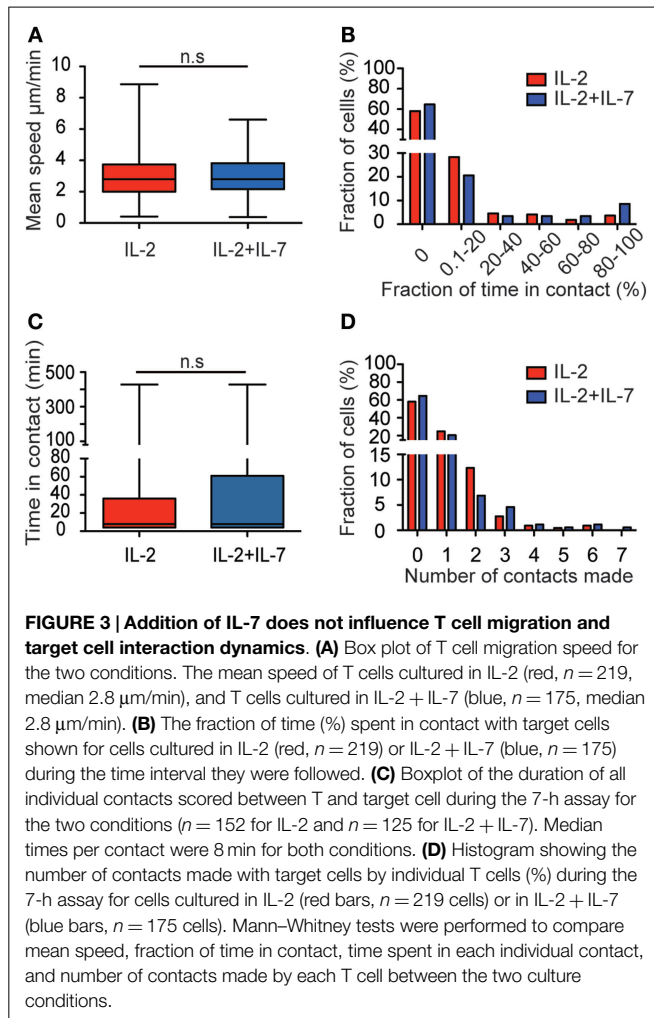 A
n.s
Mean speed µm/min
10
8
6
4
2
0
IL-2
IL-2+IL-7
B
Fraction of cellls (%)
100
80
60
40
30
20
10
0
IL-2
IL-2+IL-7
0
0.1-20
20-40
40-60
60-80
80-100
Fraction of time in contact (%)
C
n.s
Time in contact (min)
500
300
100
80
60
40
20
0
IL-2
IL-2+IL-7
D
Fraction of cells (%)
100
80
60
40
20
15
10
5
0
IL-2
IL-2+IL-7
0 1 2 3 4 5 6 7
Number of contacts made
FIGURE 3 | Addition of IL-7 does not influence T cell migration and
target cell interaction dynamics. (A) Box plot of T cell migration speed for
the two conditions. The mean speed of T cells cultured in IL-2 (red, n = 219,
median 2.8 µm/min), and T cells cultured in IL-2 + IL-7 (blue, n = 175, median
2.8 µm/min). (B) The fraction of time (%) spent in contact with target cells
shown for cells cultured in IL-2 (red, n = 219) or IL-2 + IL-7 (blue, n = 175)
during the time interval they were followed. (C) Boxplot of the duration of all
individual contacts scored between T and target cell during the 7-h assay for
the two conditions (n = 152 for IL-2 and n = 125 for IL-2 + IL-7). Median
times per contact were 8 min for both conditions. (D) Histogram showing the
number of contacts made with target cells by individual T cells (%) during the
7-h assay for cells cultured in IL-2 (red bars, n = 219 cells) or in IL-2 + IL-7
(blue bars, n = 175 cells). Mann–Whitney tests were performed to compare
mean speed, fraction of time in contact, time spent in each individual contact,
and number of contacts made by each T cell between the two culture
conditions.